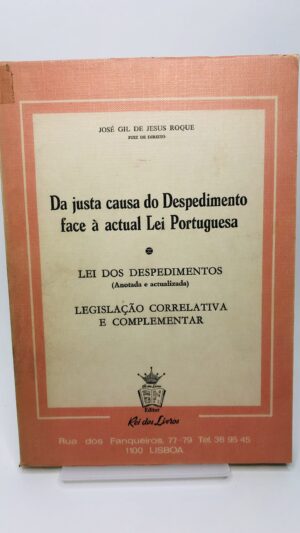 JOSÉ GIL DE JESUS ROQUE
JUIZ DE DIREITO
Da justa causa do Despedimento
face à actual Lei Portuguesa
LEI DOS DESPEDIMENTOS
(Anotada e actualizada)
LEGISLAÇÃO CORRELATIVA
E COMPLEMENTAR
Editor
Rei dos Livros
Rua dos Fanqueiros, 77-79 Tel. 36 95 45
1100 LISBOA